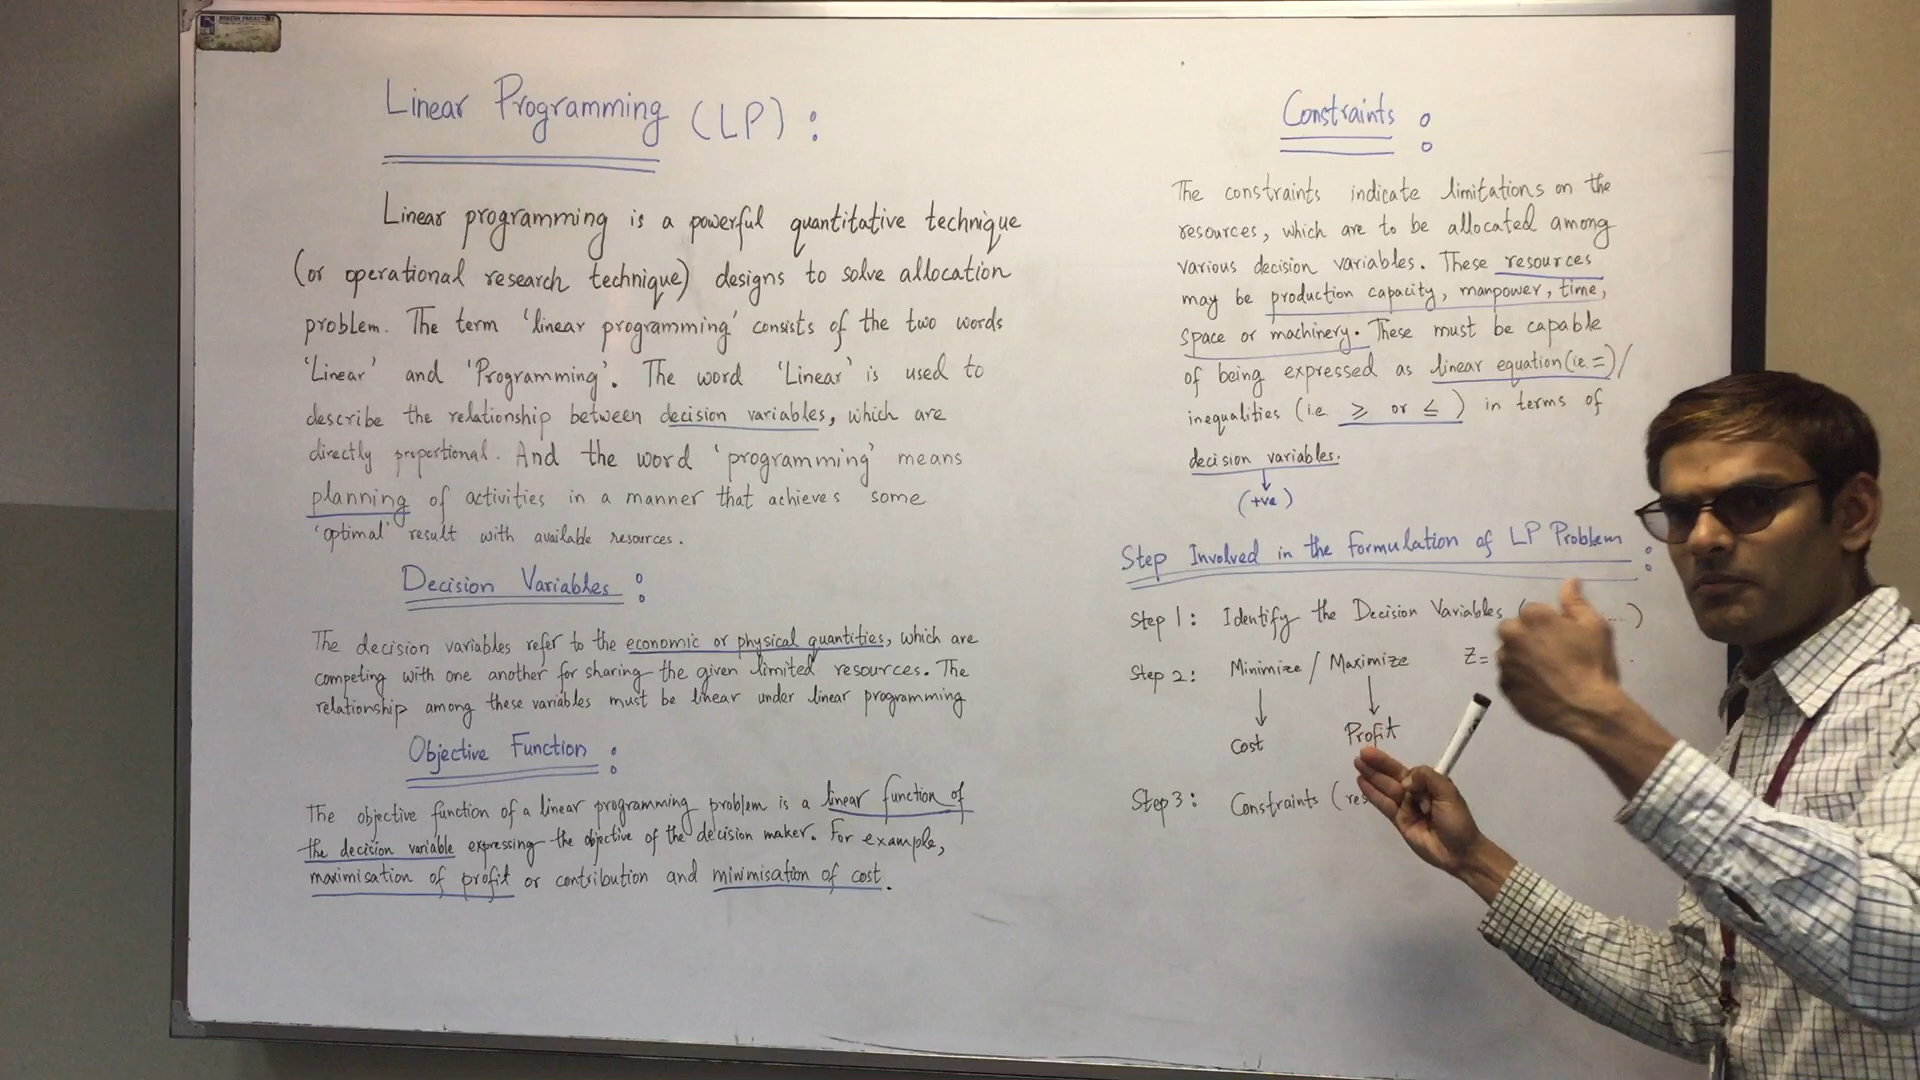 Linear Programming (LP) :
Linear programming is a powerful quantitative technique
(or operational research technique) designs to solve allocation
problem. The term 'linear programming' consists of the two words
'Linear' and 'Programming'. The word 'Linear' is used to
describe the relationship between decision variables, which are
directly proportional. And the word 'programming' means
planning of activities in a manner that achieves some
'optimal' result with available resources.
Decision Variables :
The decision variables refer to the economic or physical quantities, which are
competing with one another for sharing the given limited resources. The
relationship among these variables must be linear under linear programming
Objective Function :
The objective function of a linear programming problem is a linear function of
the decision variable expressing the objective of the decision maker. For example,
maximisation of profit or contribution and minimisation of cost.
Constraints :
The constraints indicate limitations on the
resources, which are to be allocated among
various decision variables. These resources
may be production capacity, manpower, time,
space or machinery. These must be capable
of being expressed as linear equation (ie. =) /
inequalities (i.e ≥ or ≤ ) in terms of
decision variables.
(+ve)
Step Involved in the Formulation of LP Problem :
Step 1: Identify the Decision Variables ( ...)
Step 2: Minimize / Maximize Z=
Cost Profit
Step 3: Constraints (res